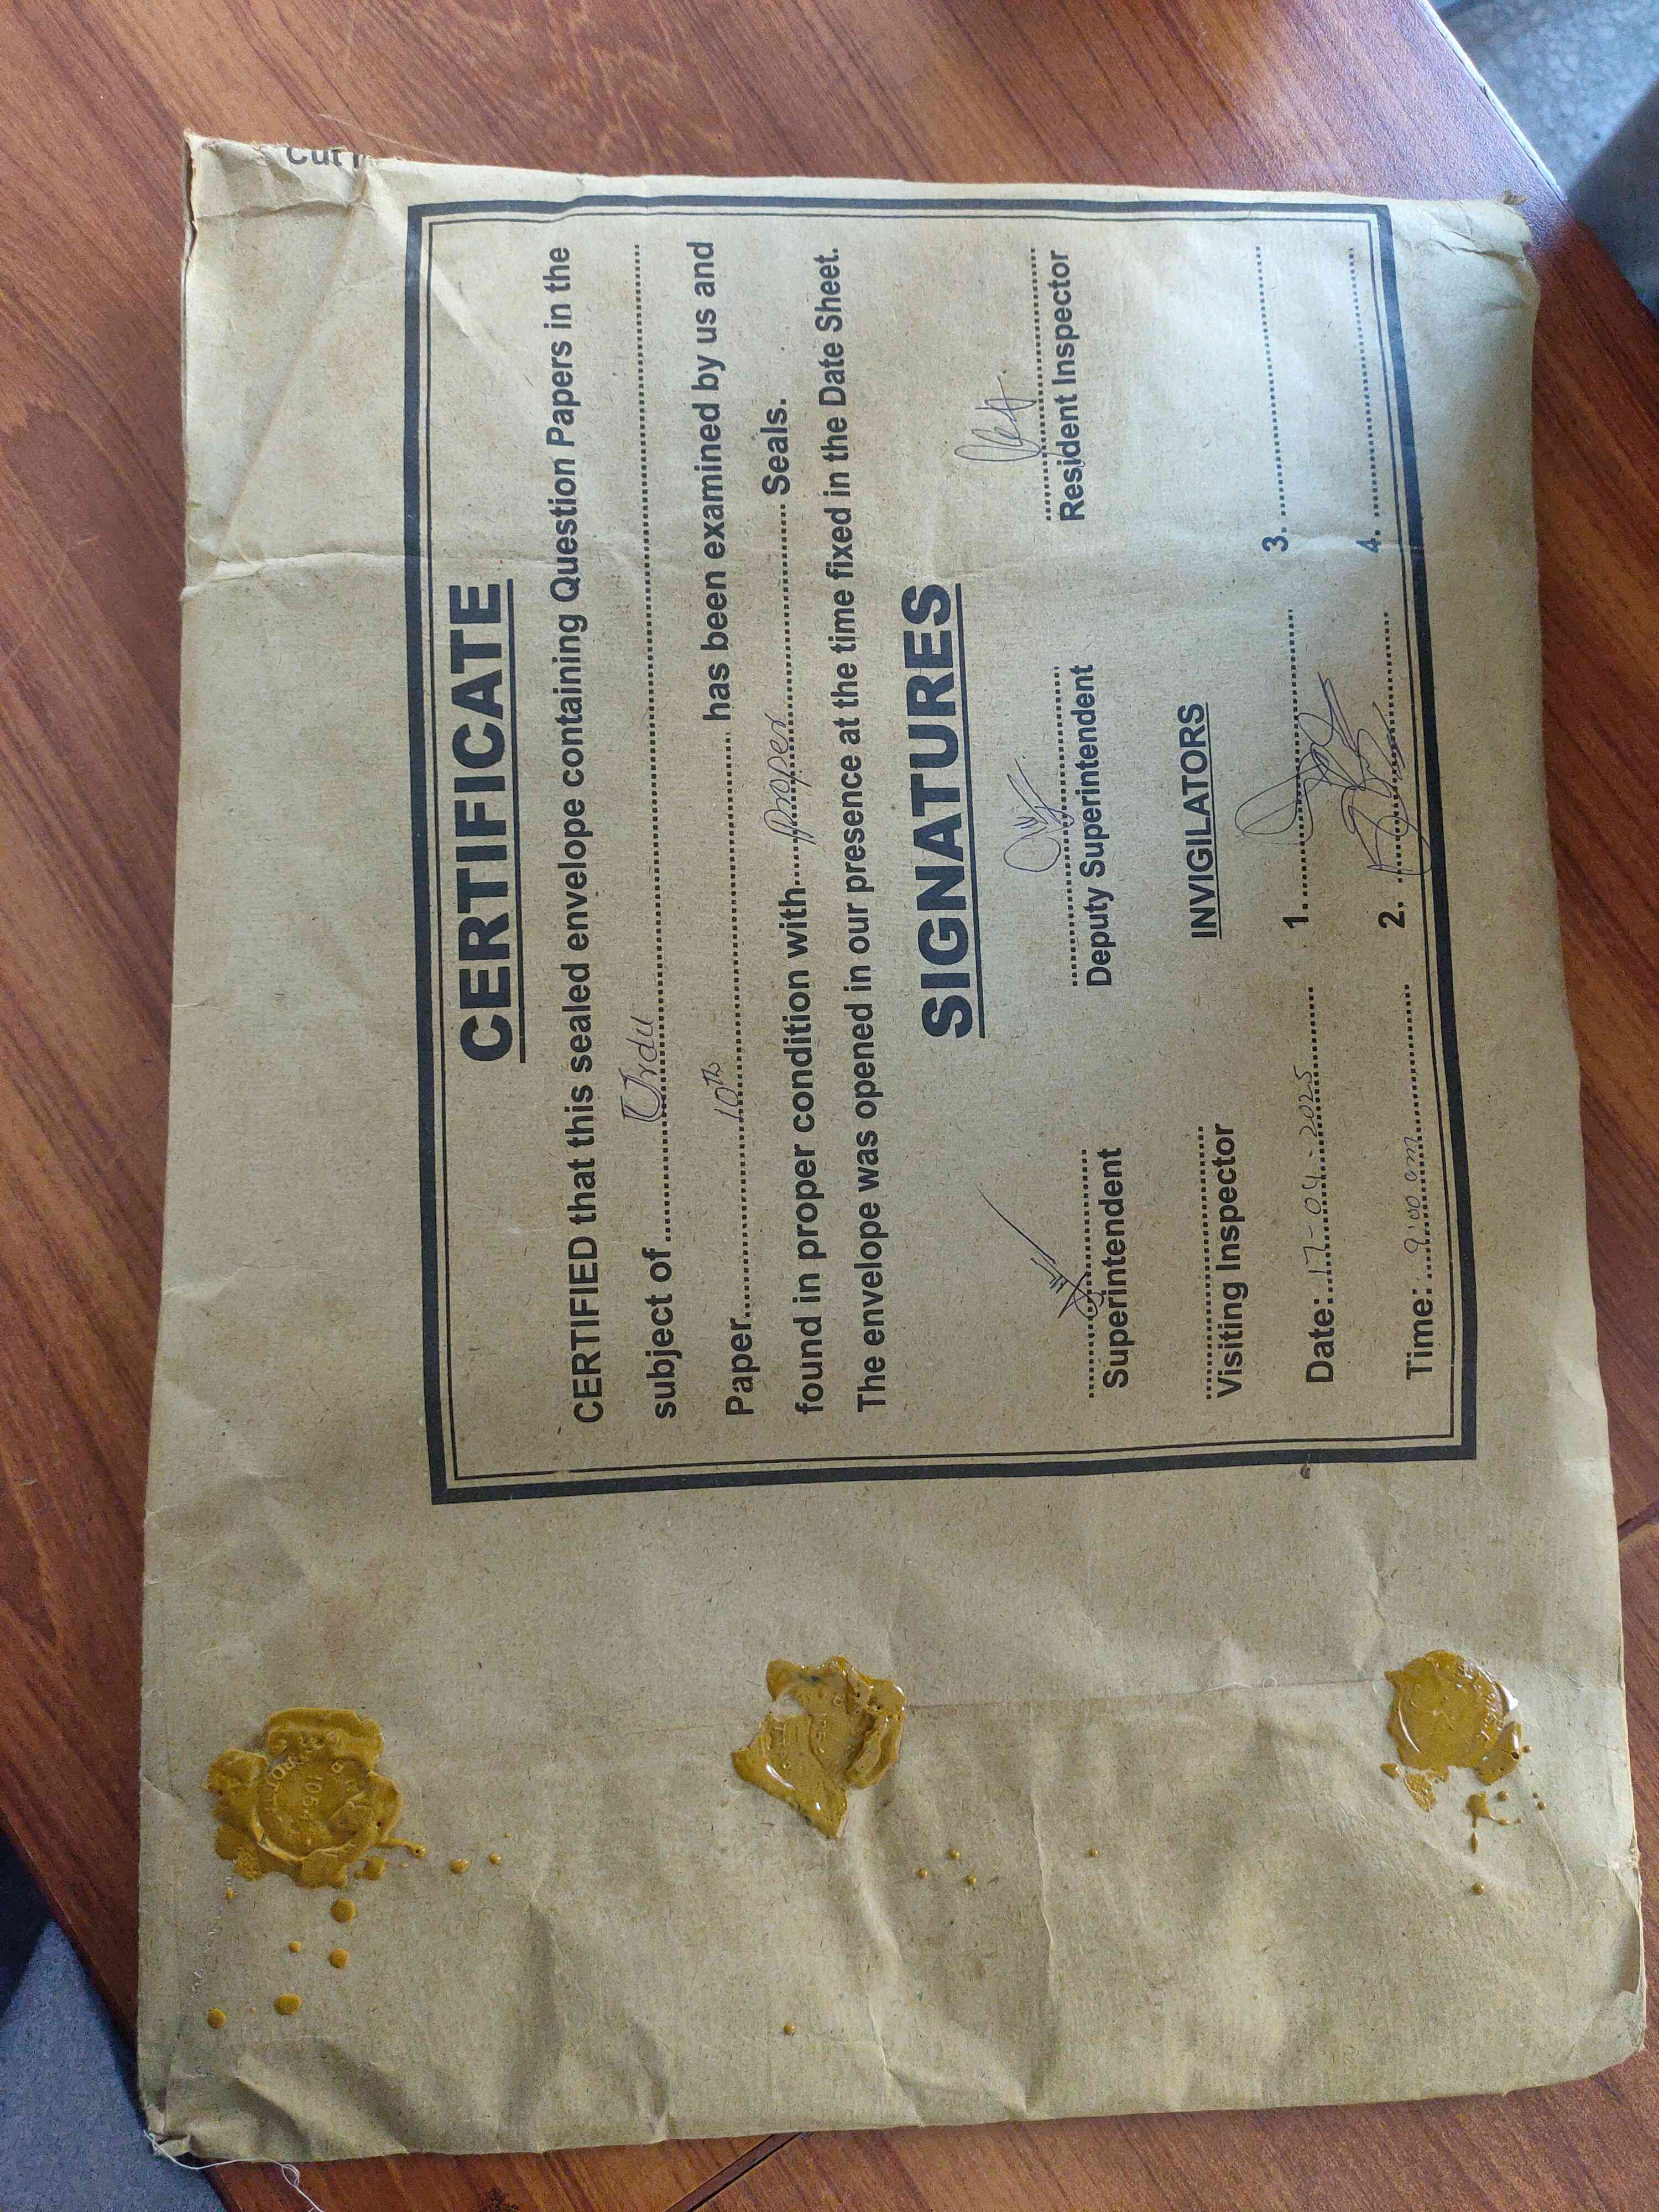 Cut
CERTIFICATE
CERTIFIED that this sealed envelope containing Question Papers in the
subject of Urdu
Paper 10th has been examined by us and
found in proper condition with Proper Seals.
The envelope was opened in our presence at the time fixed in the Date Sheet.
SIGNATURES
Superintendent Deputy Superintendent Resident Inspector
Visiting Inspector INVIGILATORS
Date: 17-04-2025 1. 3.
Time: 9:00 am 2. 4.